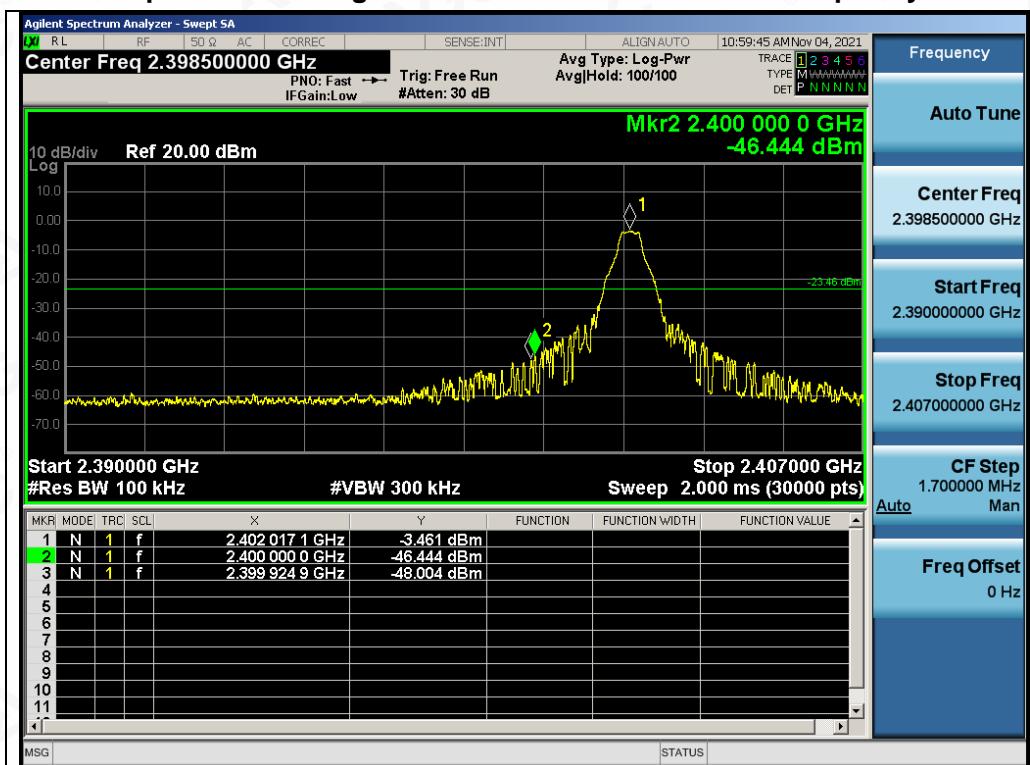 Agilent Spectrum Analyzer - Swept SA
LXI RL RF 50 Ω AC CORREC SENSE:INT ALIGN AUTO 10:59:45 AM Nov 04, 2021
Center Freq 2.398500000 GHz
PNO: Fast
IFGain:Low
Trig: Free Run
#Atten: 30 dB
Avg Type: Log-Pwr
Avg|Hold: 100/100
TRACE 1 2 3 4 5 6
TYPE M WWWWW
DET P N N N N N
Mkr2 2.400 000 0 GHz
-46.444 dBm
10 dB/div Ref 20.00 dBm
Log
10.0
0.00
-10.0
-20.0
-30.0
-40.0
-50.0
-60.0
-70.0
1
-23.46 dBm
2
Start 2.390000 GHz Stop 2.407000 GHz
#Res BW 100 kHz #VBW 300 kHz Sweep 2.000 ms (30000 pts)
MKR MODE TRC SCL X Y FUNCTION FUNCTION WIDTH FUNCTION VALUE
1 N 1 f 2.402 017 1 GHz -3.461 dBm
2 N 1 f 2.400 000 0 GHz -46.444 dBm
3 N 1 f 2.399 924 9 GHz -48.004 dBm
4
5
6
7
8
9
10
11
MSG STATUS
Frequency
Auto Tune
Center Freq
2.398500000 GHz
Start Freq
2.390000000 GHz
Stop Freq
2.407000000 GHz
CF Step
1.700000 MHz
Auto Man
Freq Offset
0 Hz